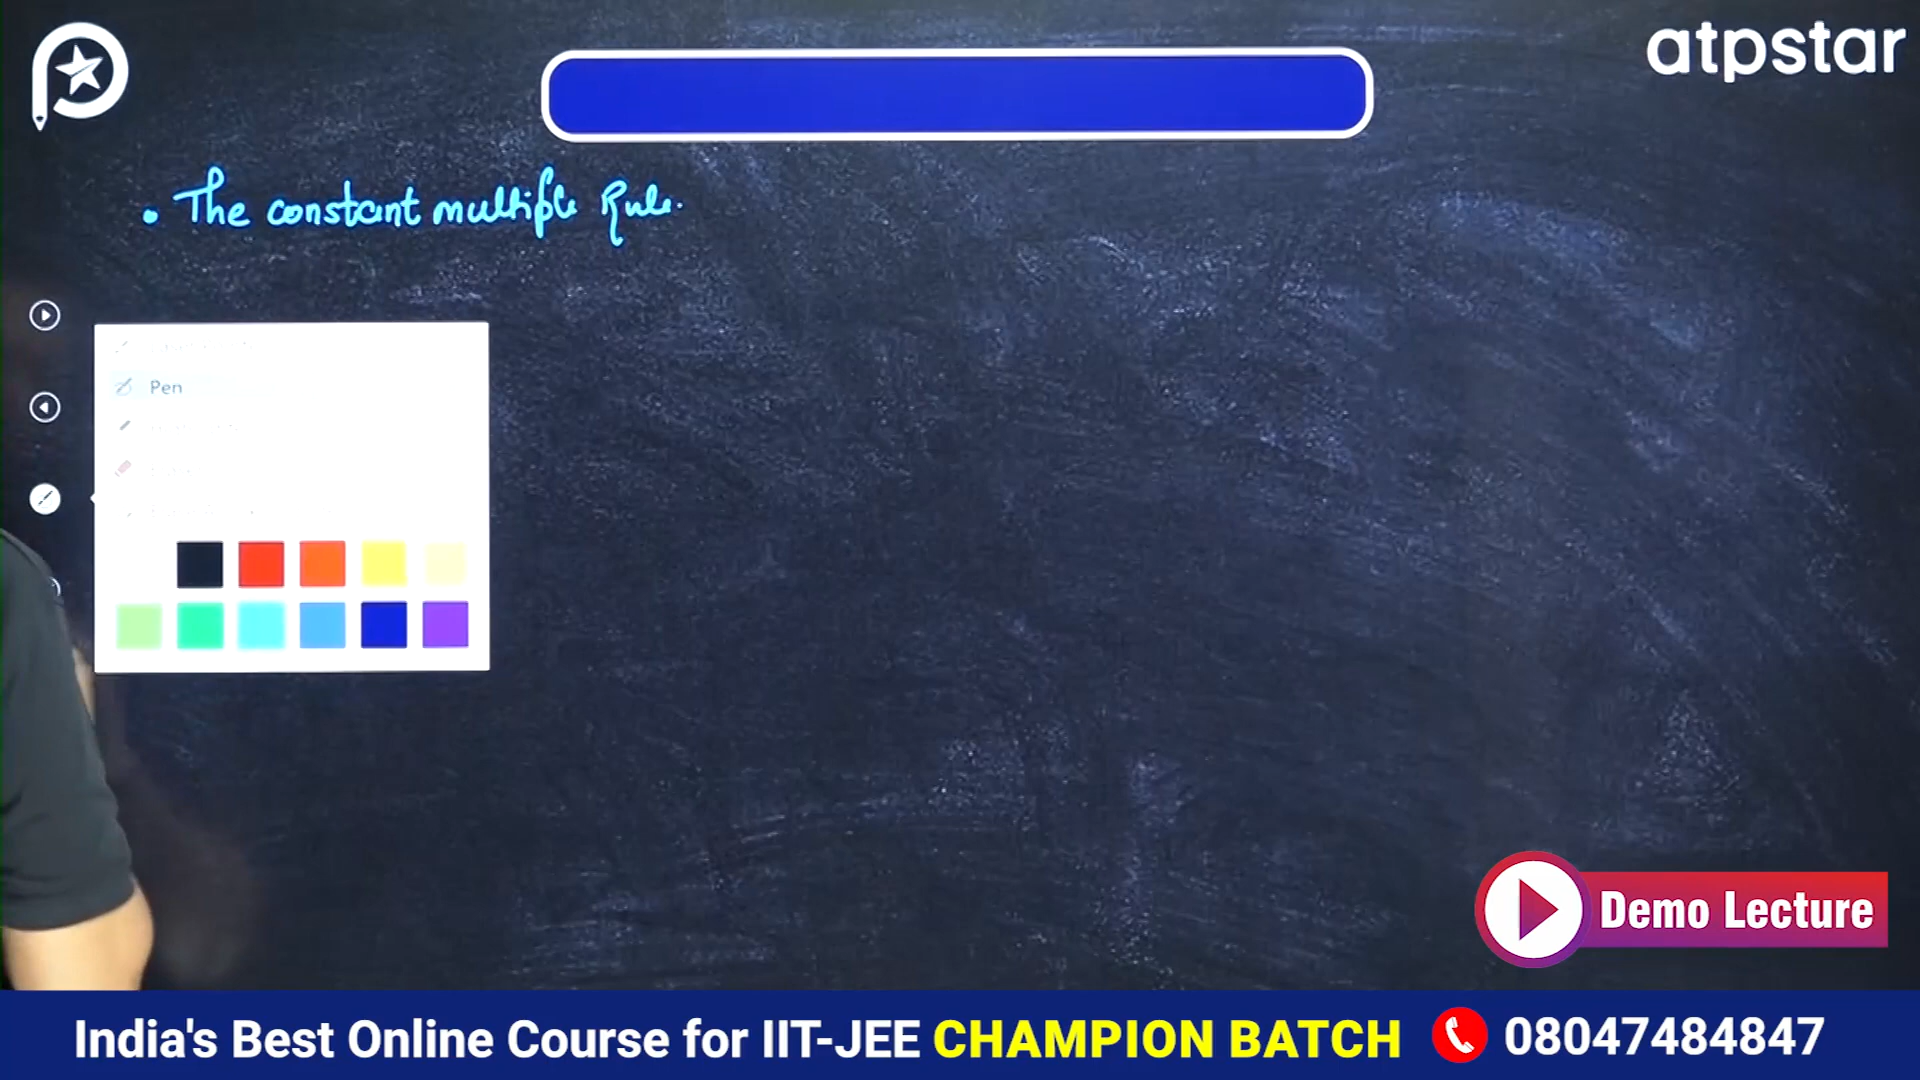 atpstar
• The constant multiple Rule.
Pen
Demo Lecture
India's Best Online Course for IIT-JEE CHAMPION BATCH 08047484847